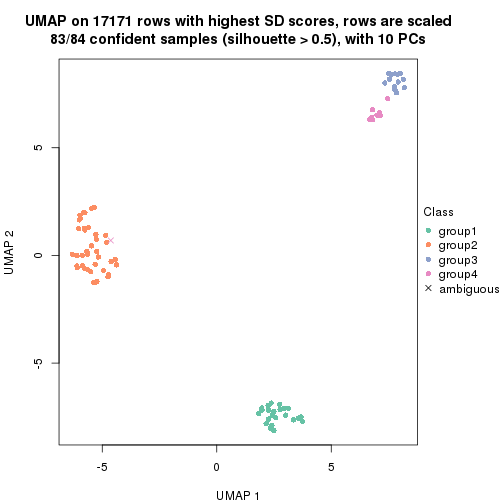 UMAP on 17171 rows with highest SD scores, rows are scaled
83/84 confident samples (silhouette > 0.5), with 10 PCs
5
0
-5
UMAP 2
-5
0
5
UMAP 1
Class
group1
group2
group3
group4
ambiguous